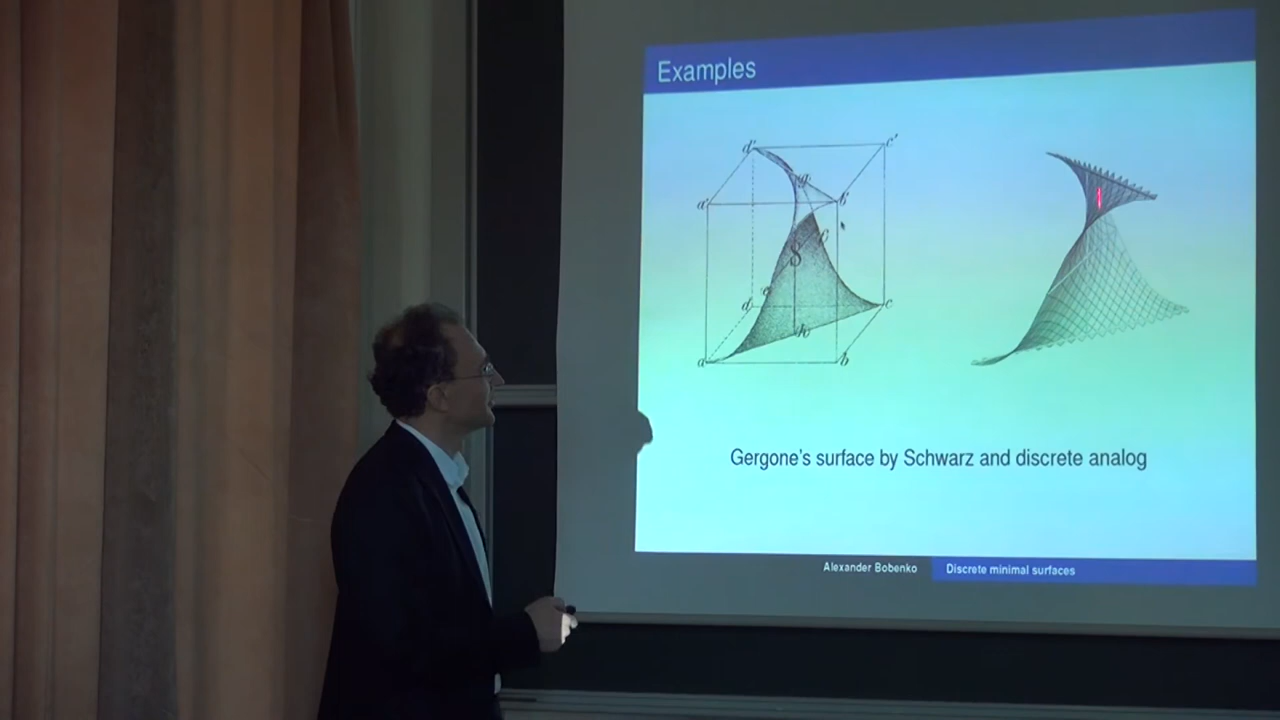 Examples
d' c'
g
a' b'
f
S
e
d c
h
a b
Gergone's surface by Schwarz and discrete analog
Alexander Bobenko Discrete minimal surfaces